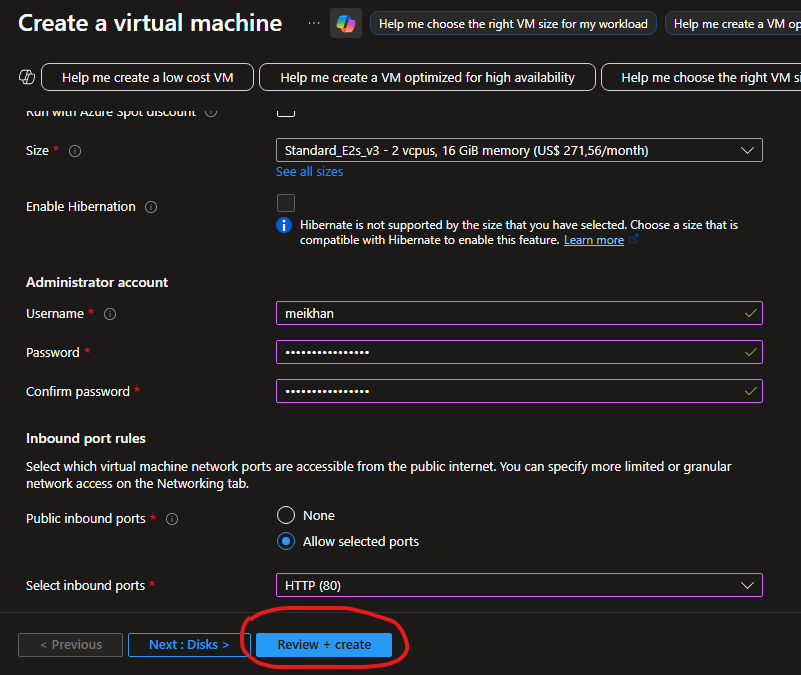 Create a virtual machine ... Help me choose the right VM size for my workload Help me create a VM op
Help me create a low cost VM Help me create a VM optimized for high availability Help me choose the right VM si
Run with Azure Spot discount
Size * Standard_E2s_v3 - 2 vcpus, 16 GiB memory (US$ 271,56/month)
See all sizes
Enable Hibernation
Hibernate is not supported by the size that you have selected. Choose a size that is
compatible with Hibernate to enable this feature. Learn more
Administrator account
Username * meikhan
Password * ••••••••••••••••
Confirm password * ••••••••••••••••
Inbound port rules
Select which virtual machine network ports are accessible from the public internet. You can specify more limited or granular
network access on the Networking tab.
Public inbound ports * None
Allow selected ports
Select inbound ports * HTTP (80)
< Previous Next : Disks > Review + create